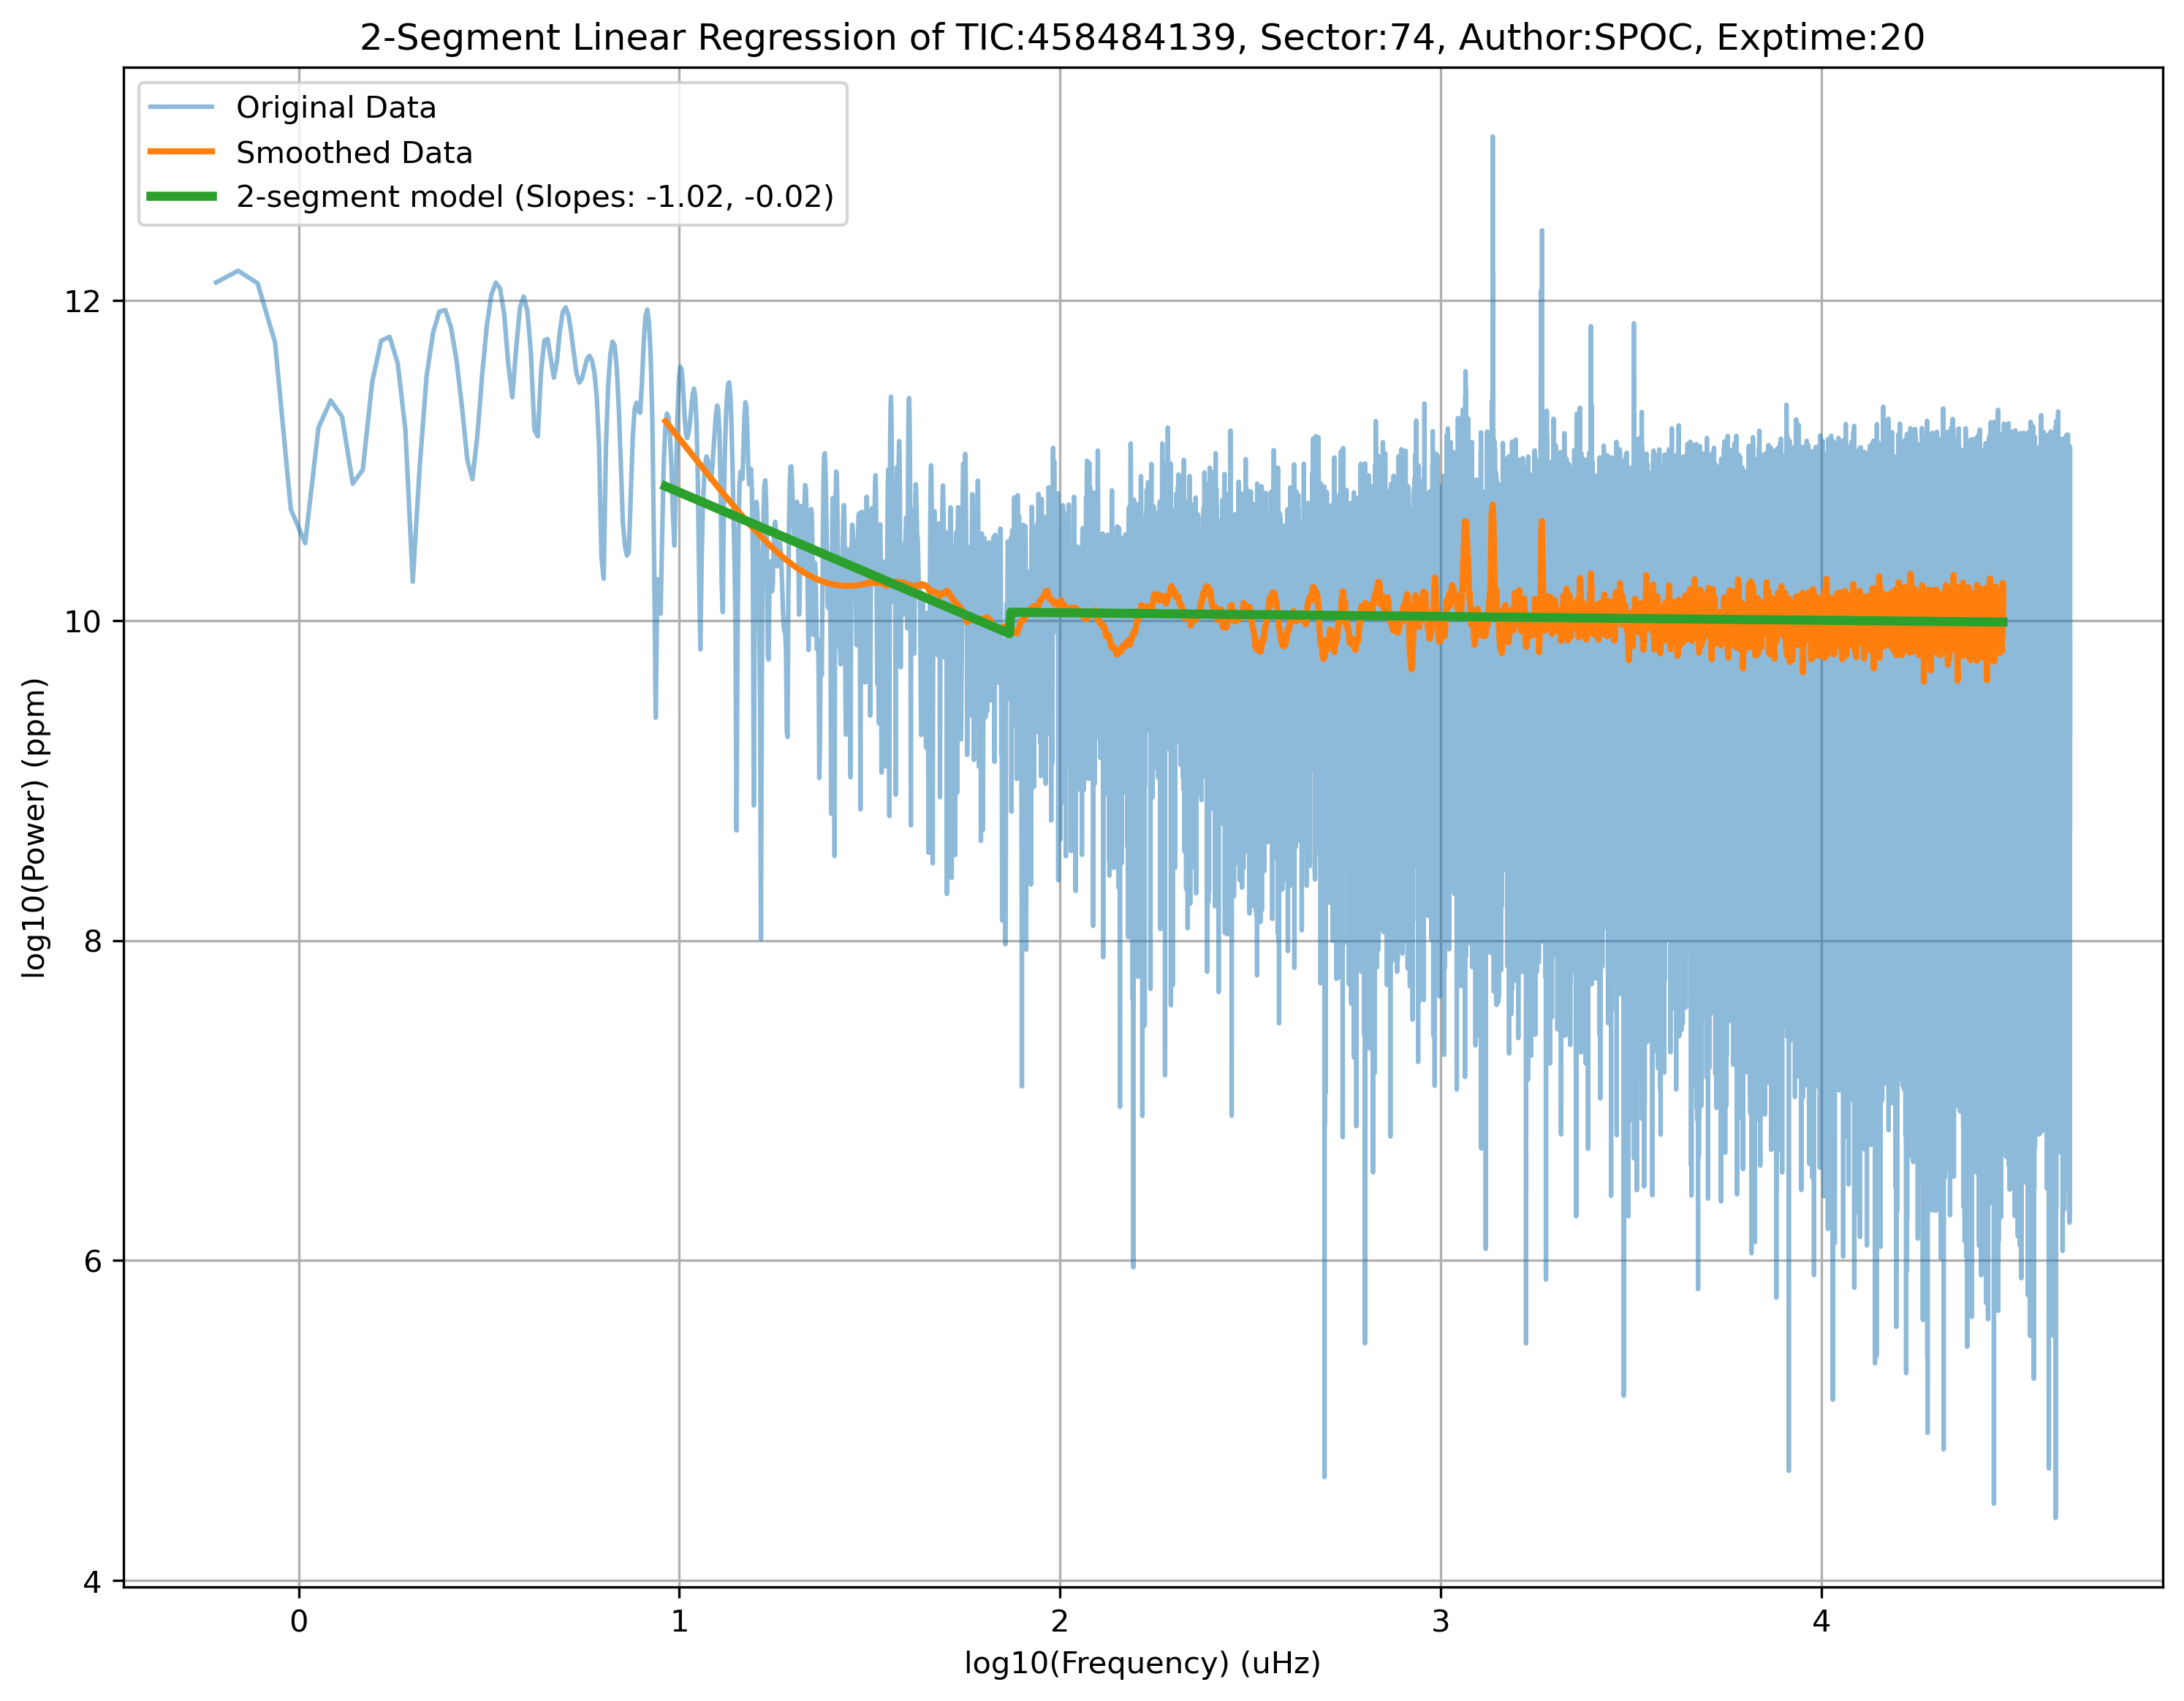 2-Segment Linear Regression of TIC:458484139, Sector:74, Author:SPOC, Exptime:20
Original Data
Smoothed Data
2-segment model (Slopes: -1.02, -0.02)
log10(Power) (ppm)
12
10
8
6
4
0 1 2 3 4
log10(Frequency) (uHz)